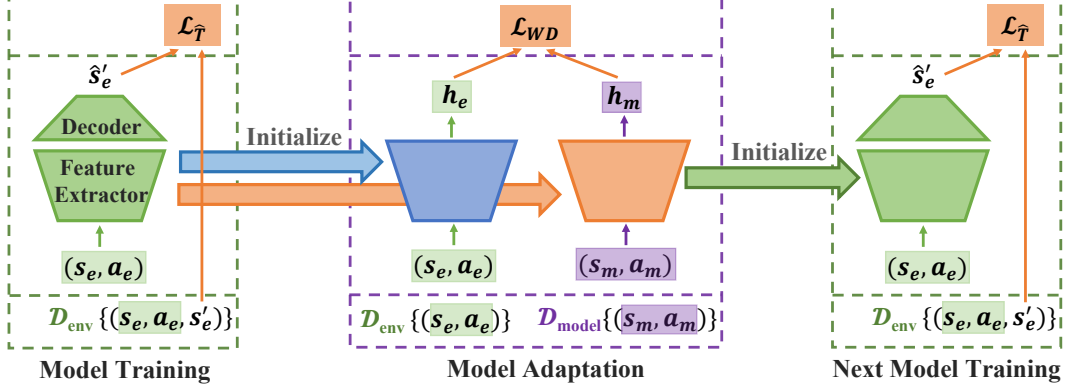 𝓛_T̂
ŝ′_e
Decoder
Feature
Extractor
(s_e, a_e)
𝒟_env {(s_e, a_e, s′_e)}
Model Training
Initialize
𝓛_WD
h_e
h_m
(s_e, a_e)
(s_m, a_m)
𝒟_env {(s_e, a_e)}
𝒟_model {(s_m, a_m)}
Model Adaptation
Initialize
𝓛_T̂
ŝ′_e
(s_e, a_e)
𝒟_env {(s_e, a_e, s′_e)}
Next Model Training